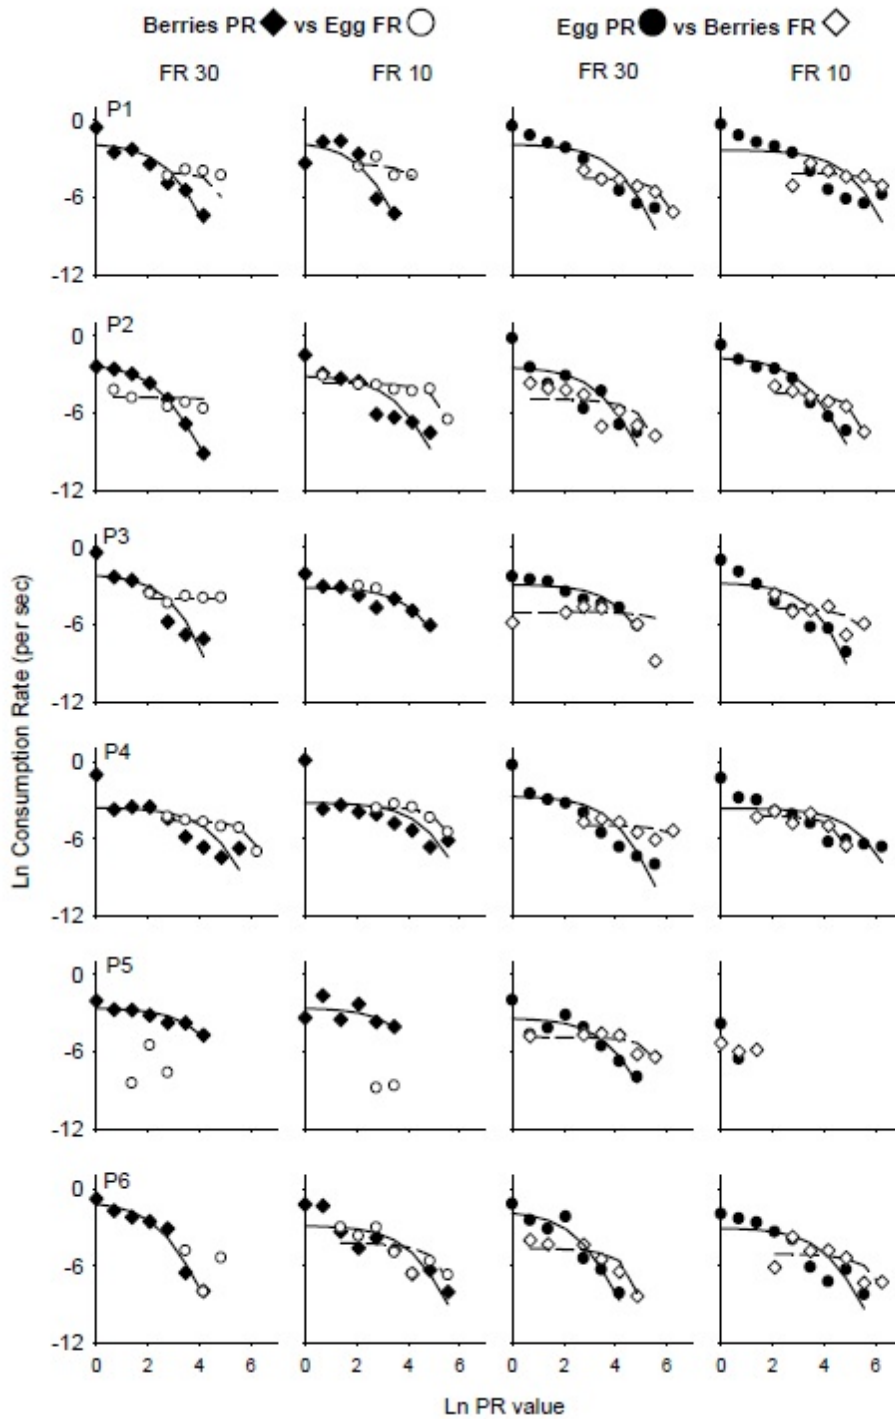 Berries PR vs Egg FR Egg PR vs Berries FR
FR 30 FR 10 FR 30 FR 10
P1
0
-6
-12
P2
0
-6
-12
P3
0
-6
-12
P4
0
-6
-12
P5
0
-6
-12
P6
0
-6
-12
0 2 4 6 0 2 4 6 0 2 4 6 0 2 4 6
Ln PR value
Ln Consumption Rate (per sec)